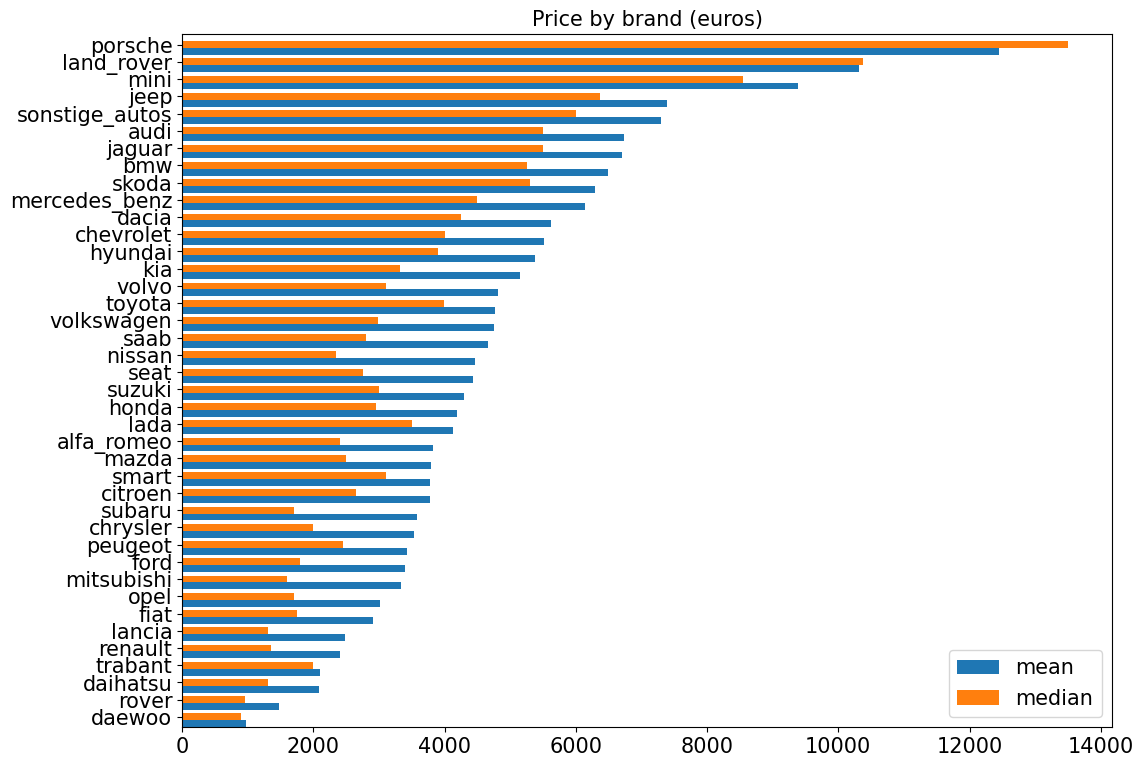 Price by brand (euros)
porsche
land_rover
mini
jeep
sonstige_autos
audi
jaguar
bmw
skoda
mercedes_benz
dacia
chevrolet
hyundai
kia
volvo
toyota
volkswagen
saab
nissan
seat
suzuki
honda
lada
alfa_romeo
mazda
smart
citroen
subaru
chrysler
peugeot
ford
mitsubishi
opel
fiat
lancia
renault
trabant
daihatsu
rover
daewoo
mean
median
0 2000 4000 6000 8000 10000 12000 14000